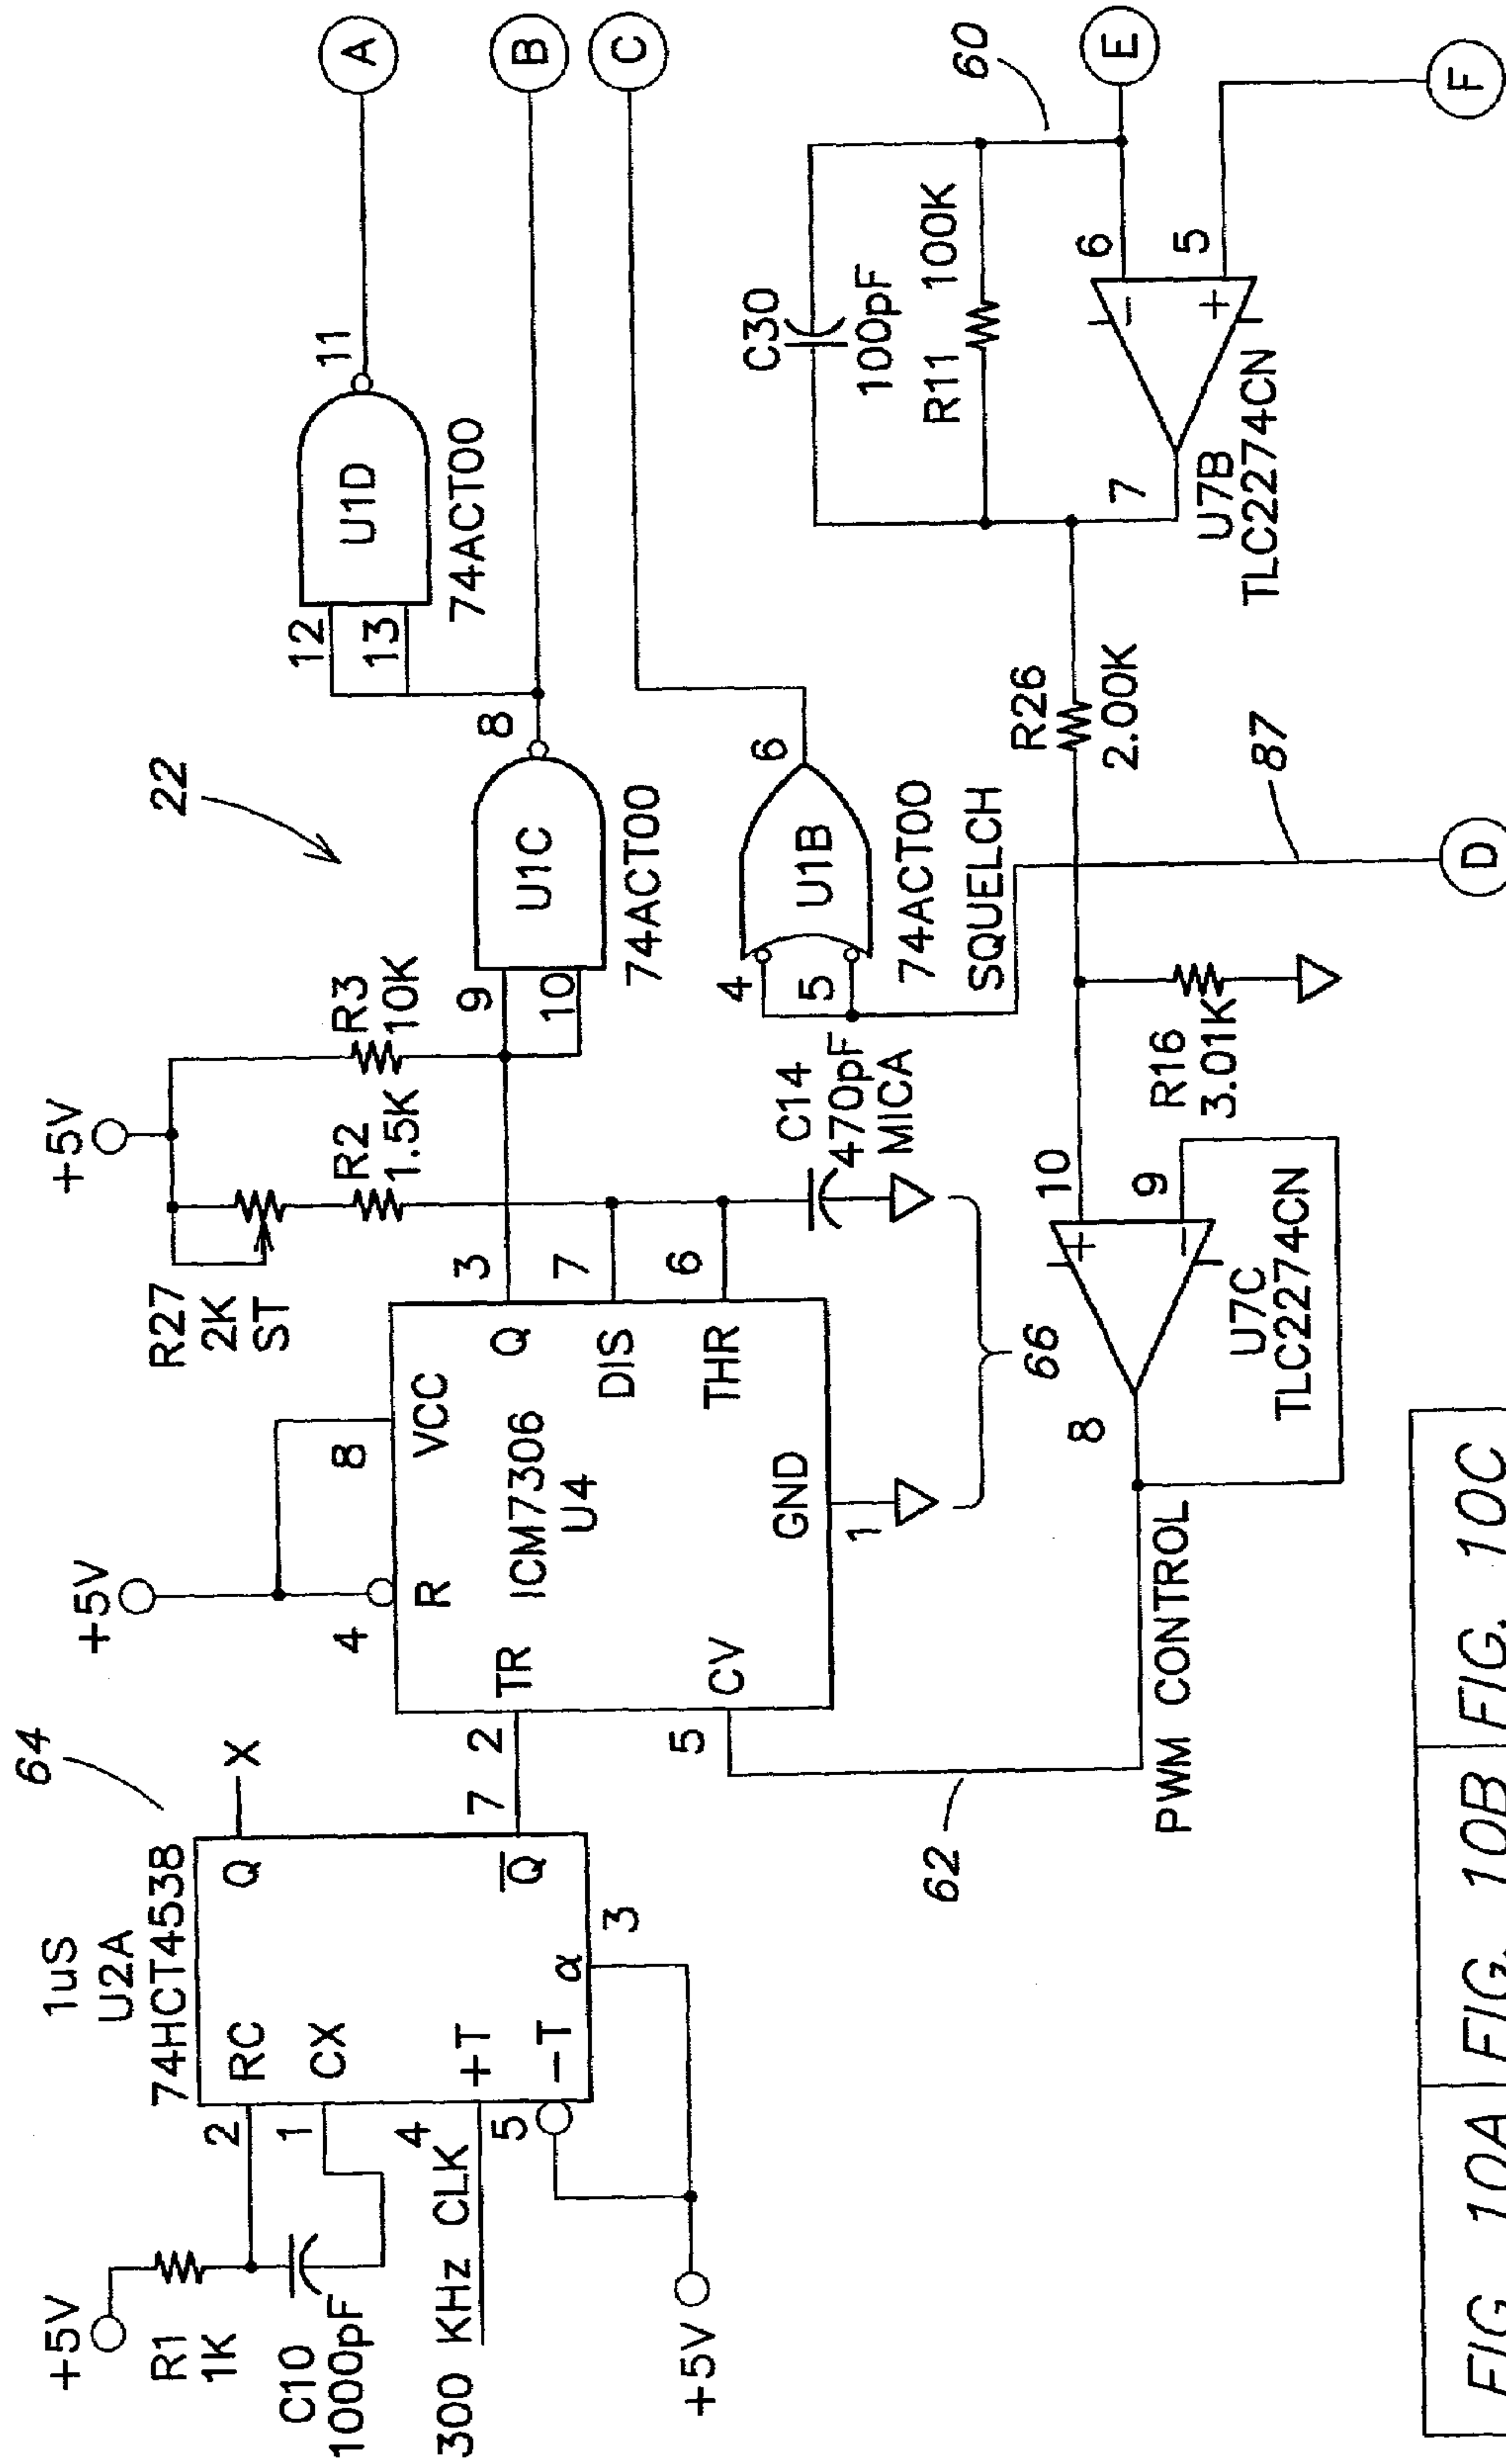 +5V
R1
1K
C10
1000pF
300 KHz CLK
+5V
2
1
4
5
1uS
U2A
74HCT4538
RC
CX
+T
-T
α
3
Q
Q̅
X
64
7
2
5
+5V
4
8
R
VCC
TR
ICM7306
U4
CV
GND
1
Q
DIS
THR
3
7
6
62
66
+5V
R27
2K
ST
R2
1.5K
R3
10K
C14
470pF
MICA
22
9
10
U1C
74ACT00
8
12
13
U1D
74ACT00
11
A
B
C
4
5
U1B
74ACT00
6
SQUELCH
87
D
PWM CONTROL
8
10
+
9
-
U7C
TLC2274CN
R16
3.01K
R26
2.00K
C30
100pF
R11 100K
60
7
6
-
5
+
U7B
TLC2274CN
E
F
FIG 10A FIG. 10B FIG. 10C